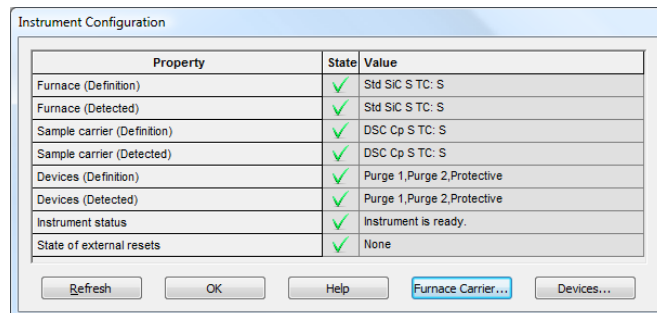 Instrument Configuration
Property State Value
Furnace (Definition) Std SiC S TC: S
Furnace (Detected) Std SiC S TC: S
Sample carrier (Definition) DSC Cp S TC: S
Sample carrier (Detected) DSC Cp S TC: S
Devices (Definition) Purge 1,Purge 2,Protective
Devices (Detected) Purge 1,Purge 2,Protective
Instrument status Instrument is ready.
State of external resets None
Refresh OK Help Furnace Carrier... Devices...